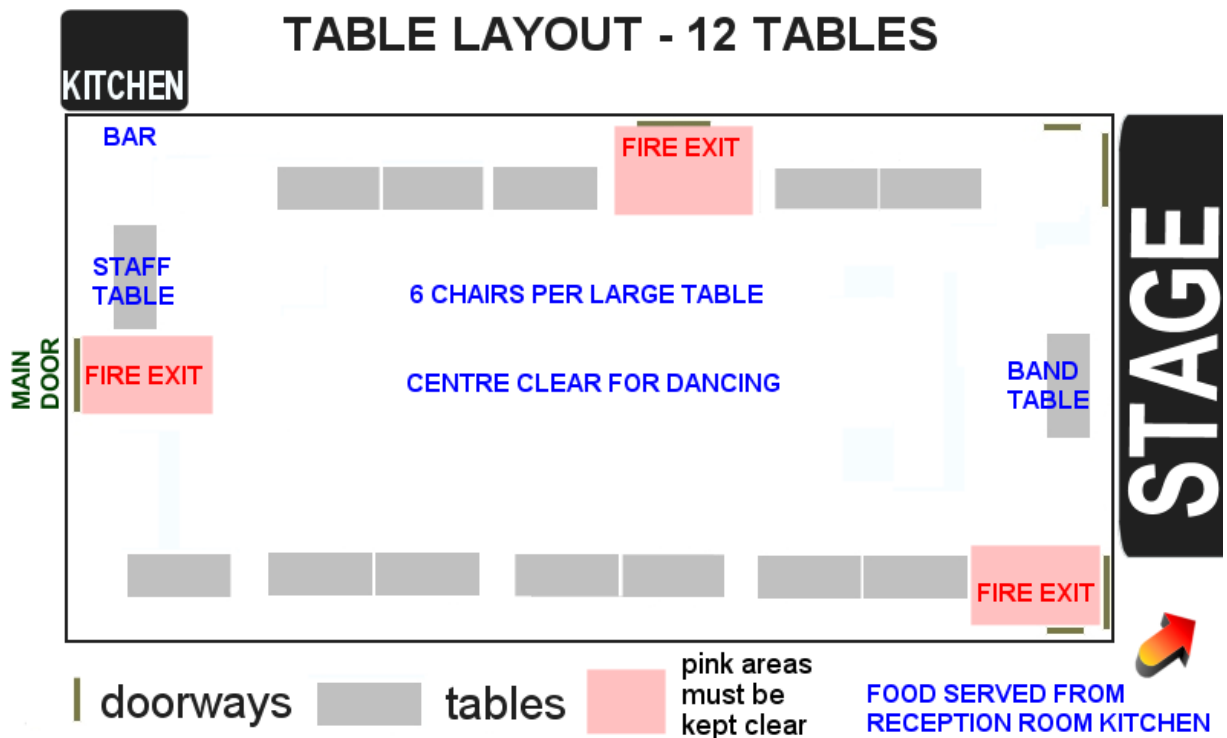 TABLE LAYOUT - 12 TABLES
KITCHEN
BAR
FIRE EXIT
STAFF
TABLE
6 CHAIRS PER LARGE TABLE
MAIN
DOOR
FIRE EXIT
CENTRE CLEAR FOR DANCING
BAND
TABLE
STAGE
FIRE EXIT
doorways
tables
pink areas
must be
kept clear
FOOD SERVED FROM
RECEPTION ROOM KITCHEN